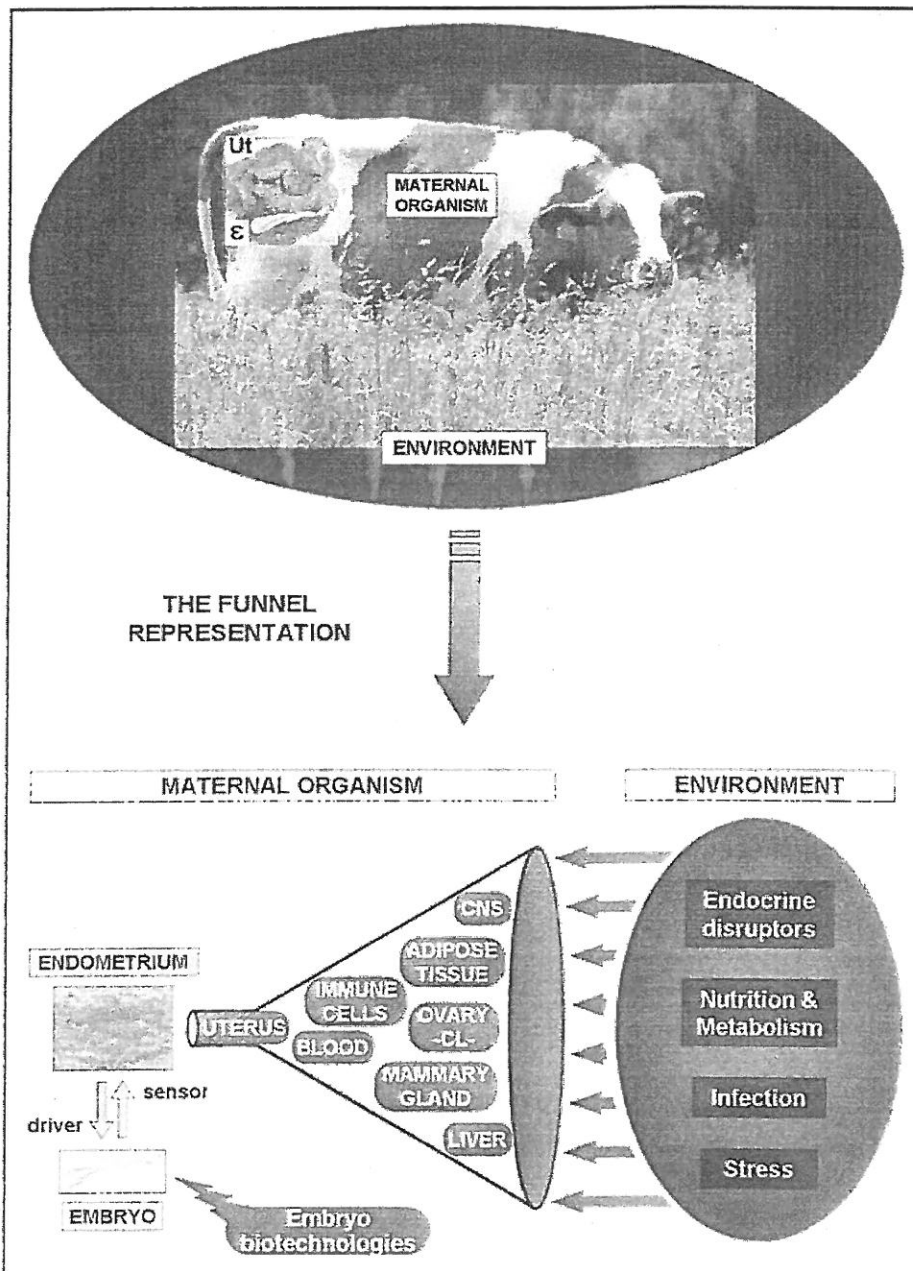 Ut
ε
MATERNAL
ORGANISM
ENVIRONMENT
THE FUNNEL
REPRESENTATION
MATERNAL ORGANISM
ENVIRONMENT
CNS
ADIPOSE
TISSUE
IMMUNE
CELLS
OVARY
-CL-
UTERUS
BLOOD
MAMMARY
GLAND
LIVER
Endocrine
disruptors
Nutrition &
Metabolism
Infection
Stress
ENDOMETRIUM
sensor
driver
EMBRYO
Embryo
biotechnologies